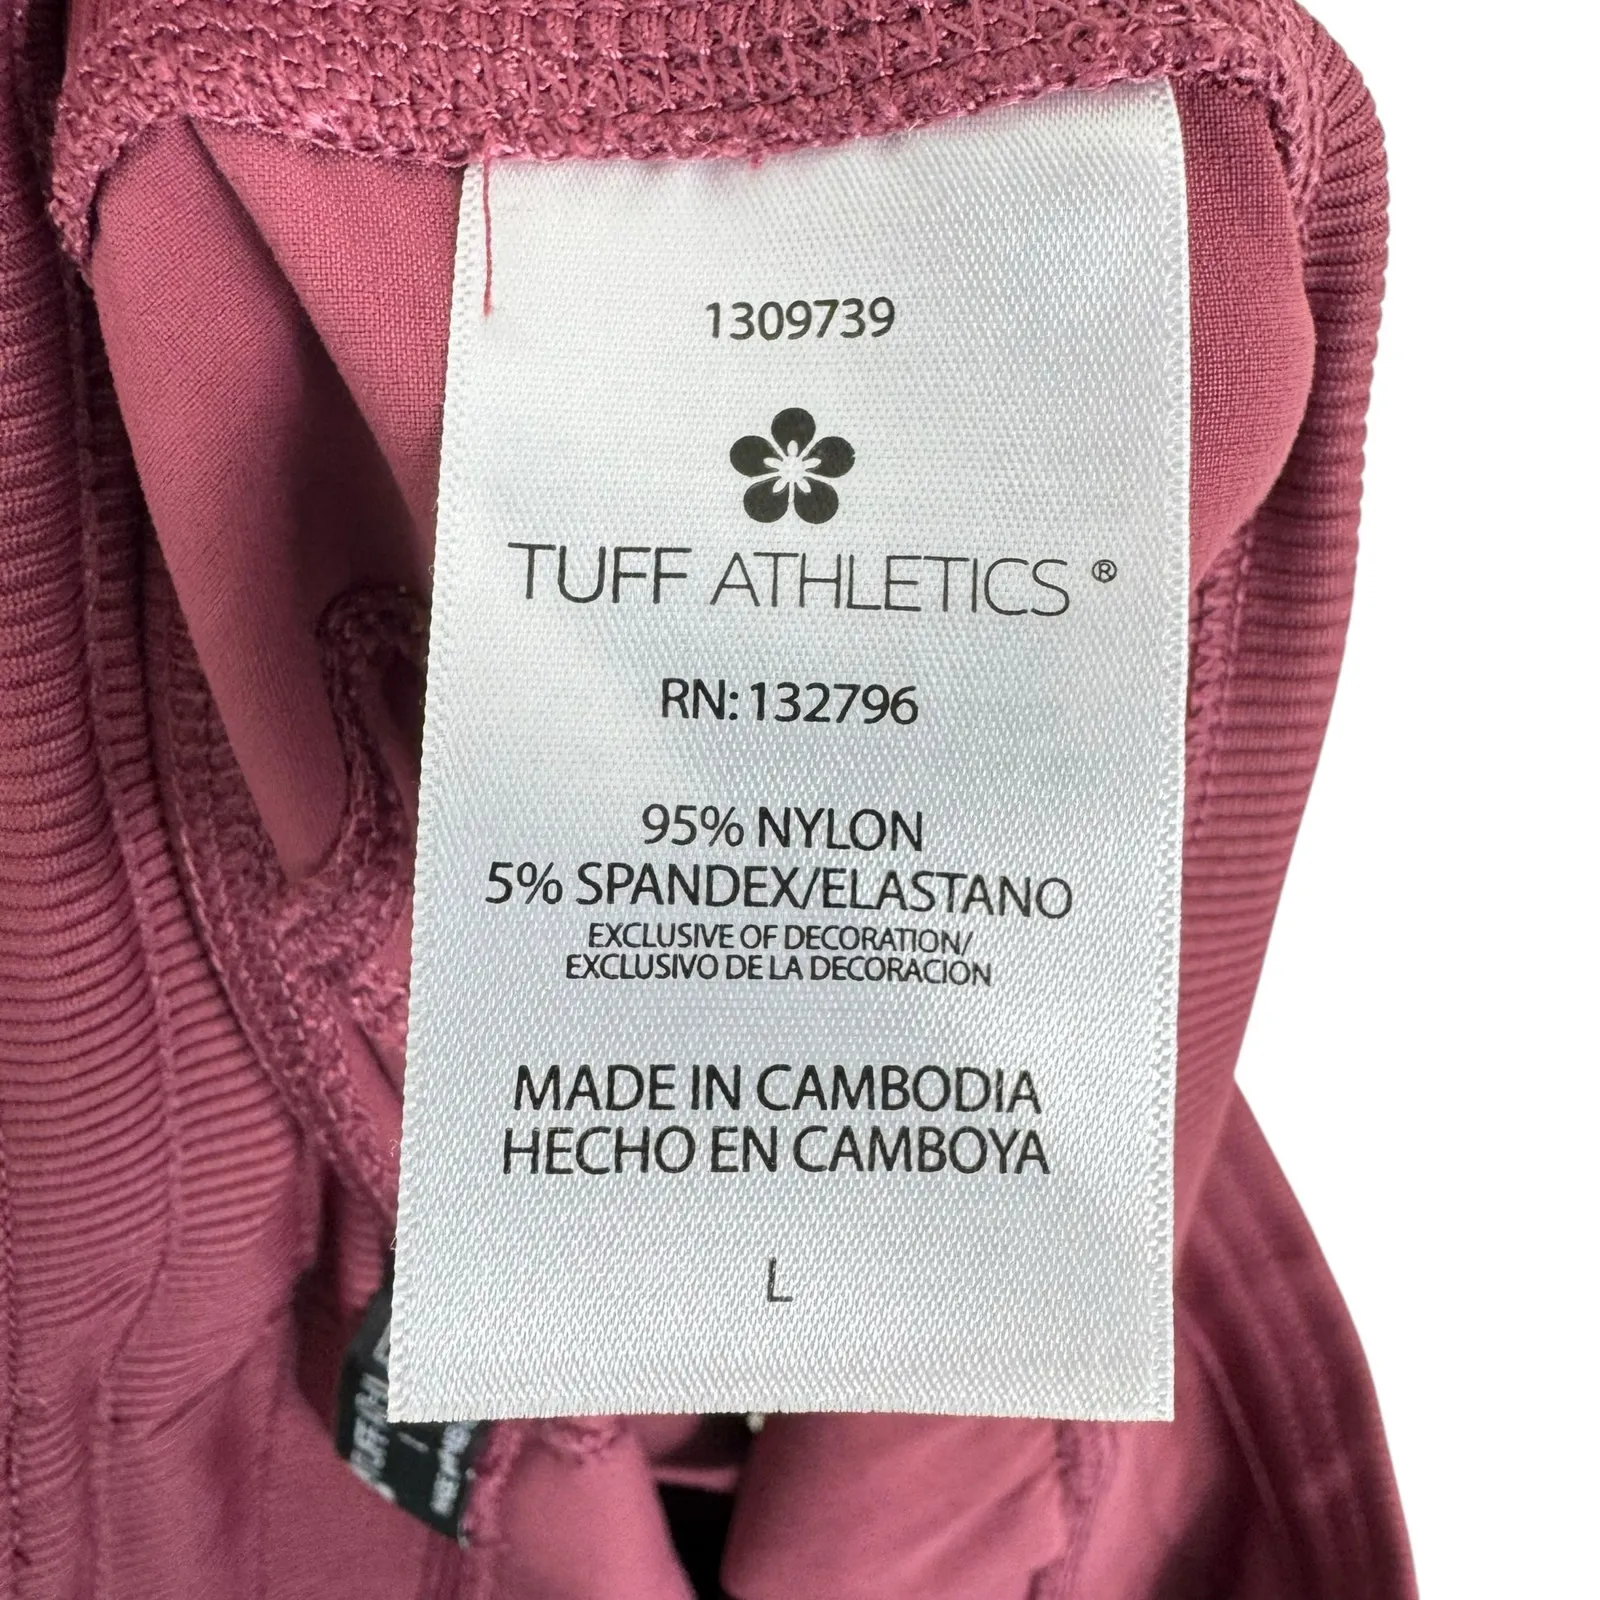 1309739
TUFF ATHLETICS ®
RN: 132796
95% NYLON
5% SPANDEX/ELASTANO
EXCLUSIVE OF DECORATION/
EXCLUSIVO DE LA DECORACION
MADE IN CAMBODIA
HECHO EN CAMBOYA
L